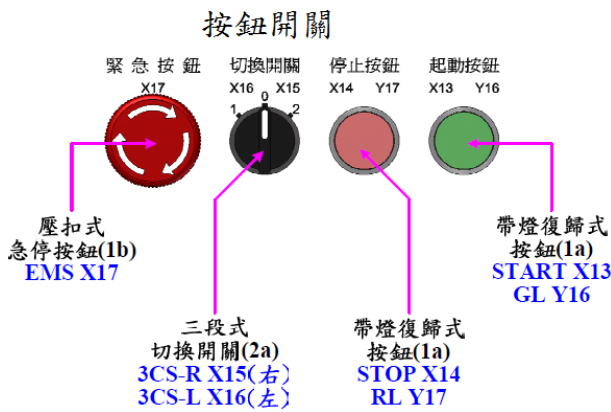 按鈕開關
緊急按鈕 切換開關 停止按鈕 起動按鈕
X17 X16 0 X15 X14 Y17 X13 Y16
1 2
壓扣式
急停按鈕(1b)
EMS X17
帶燈復歸式
按鈕(1a)
START X13
GL Y16
三段式
切換開關(2a)
3CS-R X15(右)
3CS-L X16(左)
帶燈復歸式
按鈕(1a)
STOP X14
RL Y17